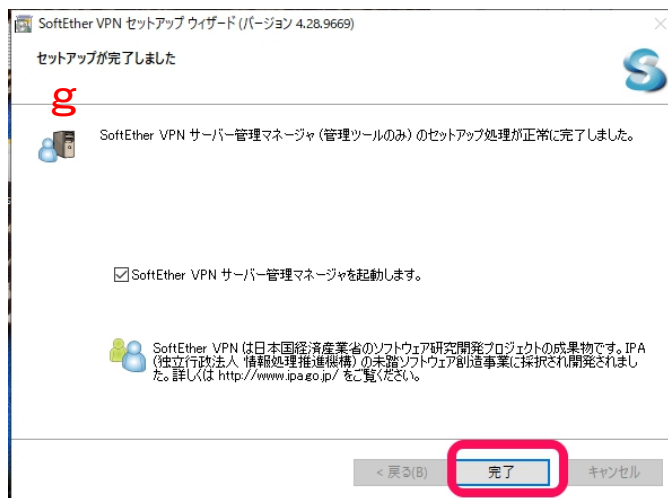 SoftEther VPN セットアップ ウィザード (バージョン 4.28.9669)
セットアップが完了しました
g
SoftEther VPN サーバー管理マネージャ (管理ツールのみ) のセットアップ処理が正常に完了しました。
SoftEther VPN サーバー管理マネージャを起動します。
SoftEther VPN は日本国経済産業省のソフトウェア研究開発プロジェクトの成果物です。IPA
(独立行政法人 情報処理推進機構) の未踏ソフトウェア創造事業に採択され開発されまし
た。詳しくは http://www.ipa.go.jp/ をご覧ください。
< 戻る(B)
完了
キャンセル